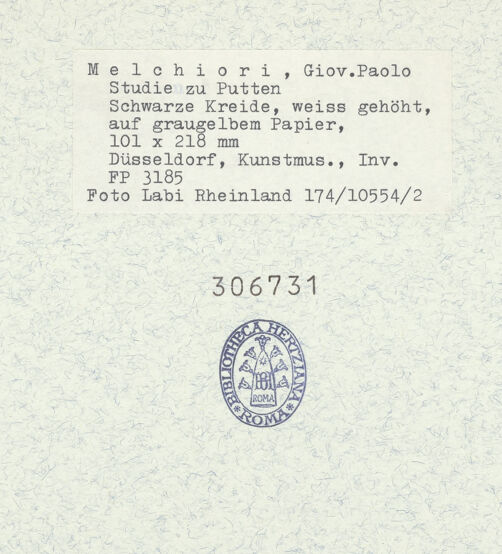 Melchiori, Giov.Paolo
Studie zu Putten
Schwarze Kreide, weiss gehöht,
auf graugelbem Papier,
101 x 218 mm
Düsseldorf, Kunstmus., Inv.
FP 3185
Foto Labi Rheinland 174/10554/2
306731
BIBLIOTHECA HERTZIANA
ROMA
* ROMA *